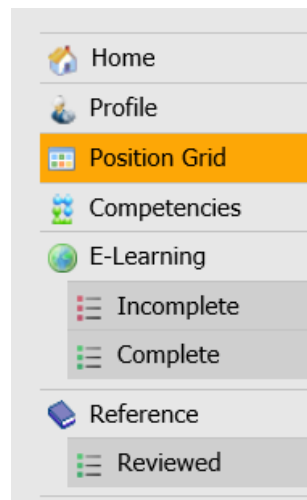 Home
Profile
Position Grid
Competencies
E-Learning
Incomplete
Complete
Reference
Reviewed